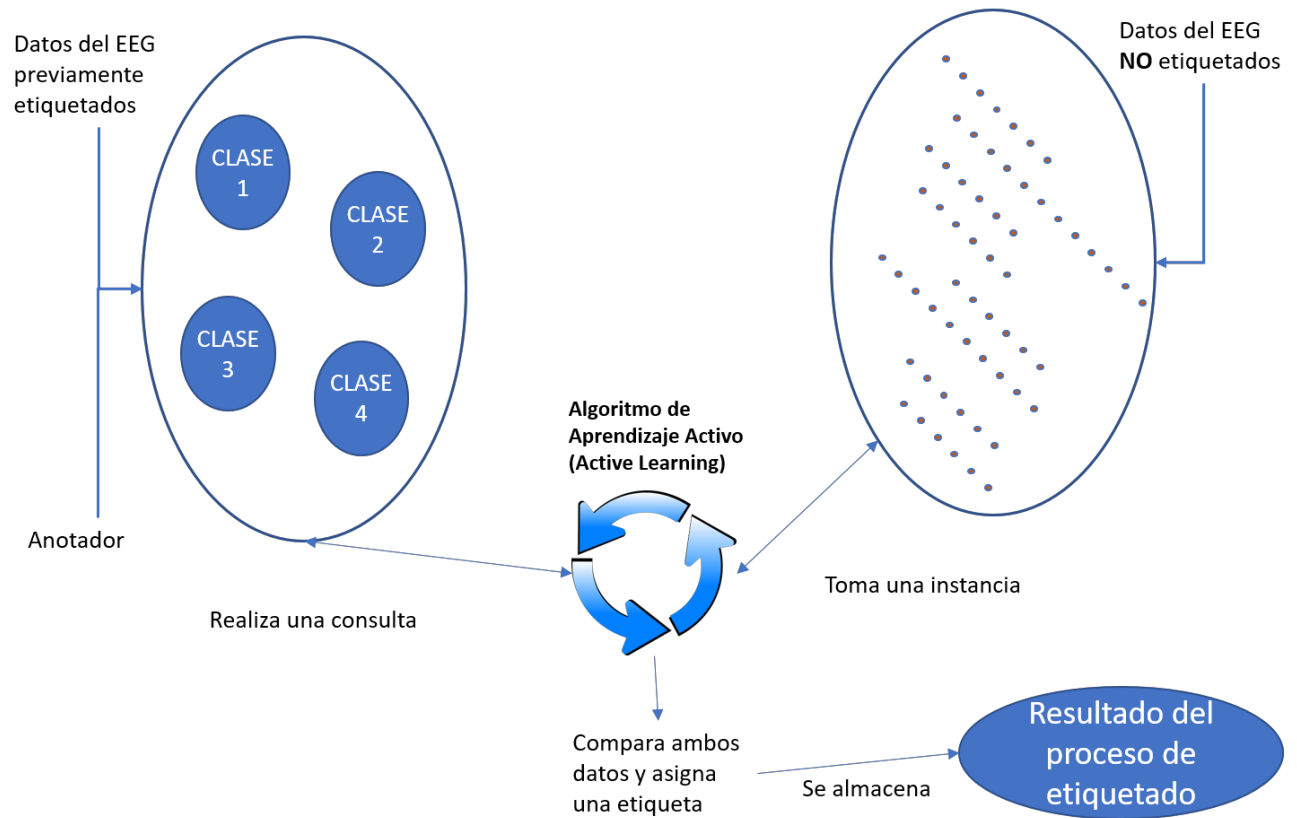 Datos del EEG
previamente
etiquetados
CLASE
1
CLASE
2
CLASE
3
CLASE
4
Anotador
Datos del EEG
NO etiquetados
Algoritmo de
Aprendizaje Activo
(Active Learning)
Realiza una consulta
Toma una instancia
Compara ambos
datos y asigna
una etiqueta
Se almacena
Resultado del
proceso de
etiquetado